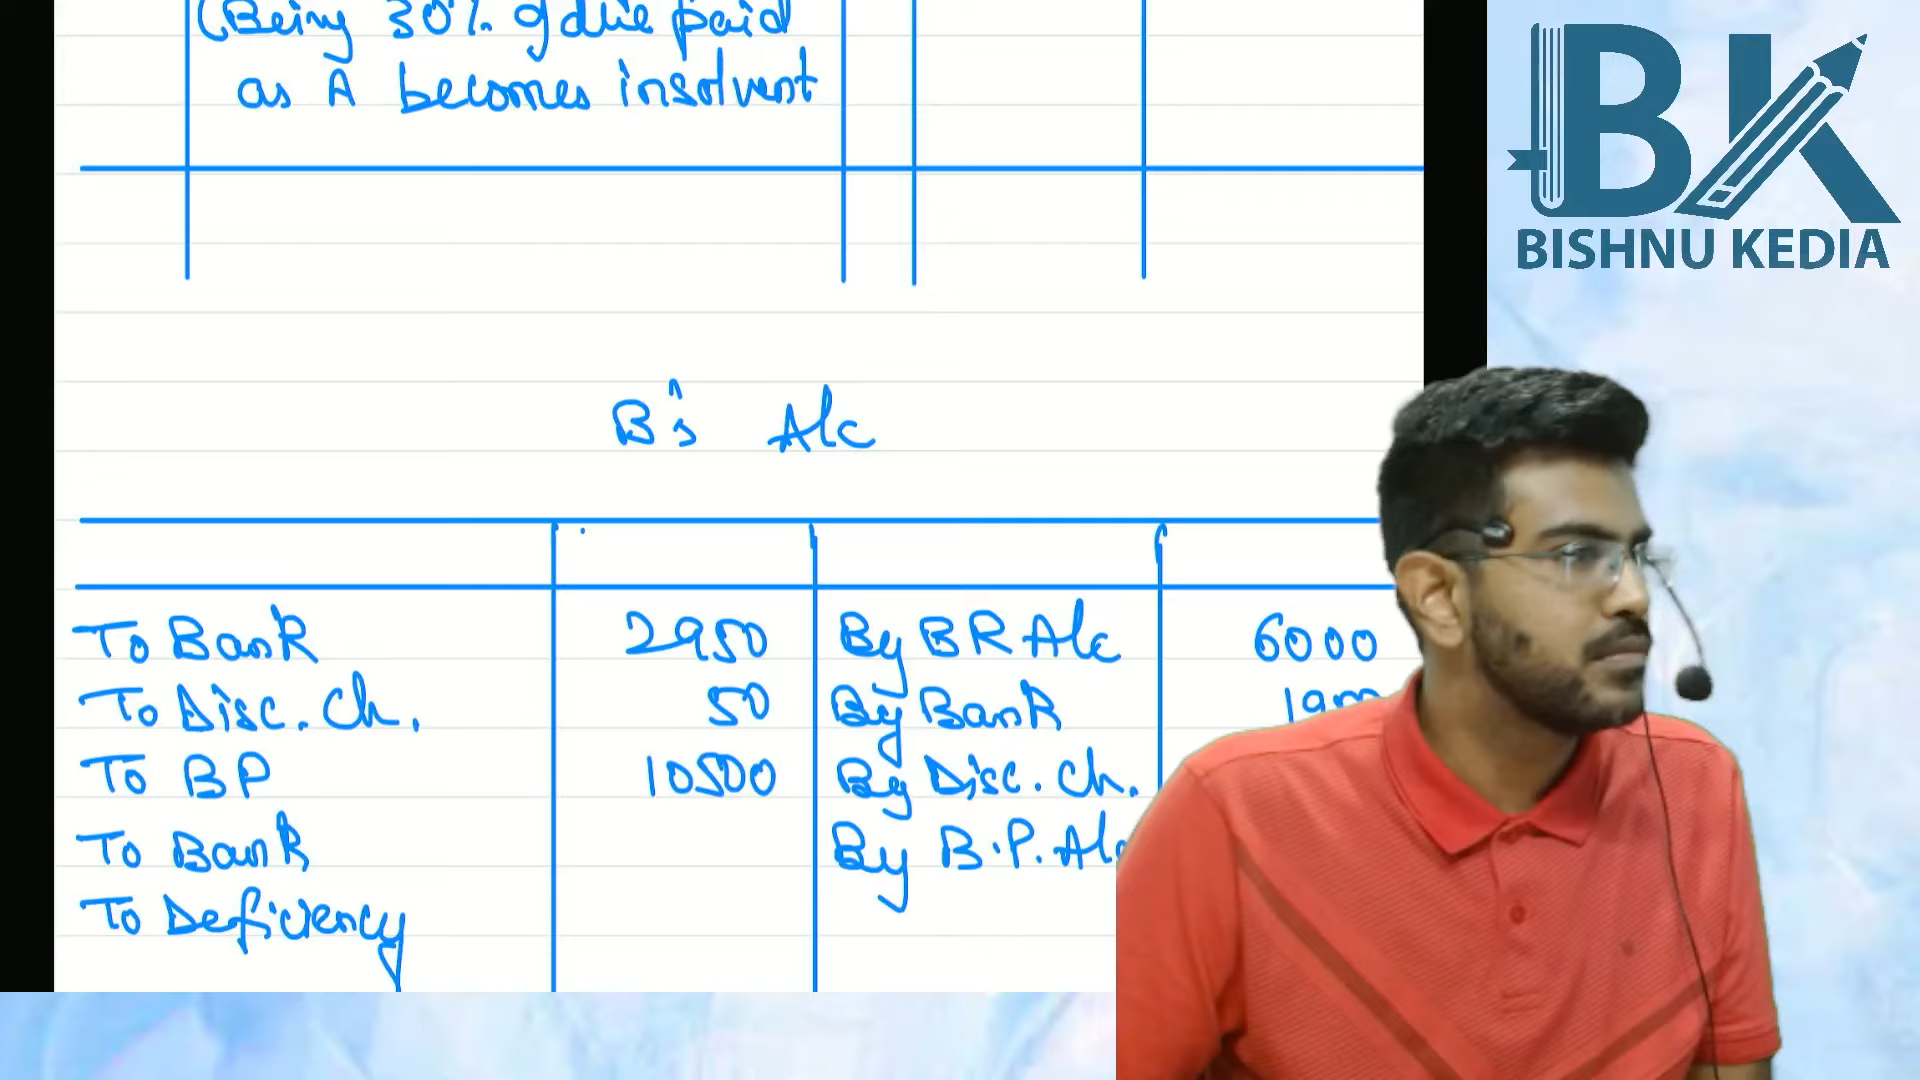 (Being 30% of due paid
as A becomes insolvent
BK
BISHNU KEDIA
B's A/c
To Bank 2950 By BR A/c 6000
To Disc. Ch. 50 By Bank
To BP 10500 By Disc. Ch.
To Bank By B.P. A/c
To Deficiency